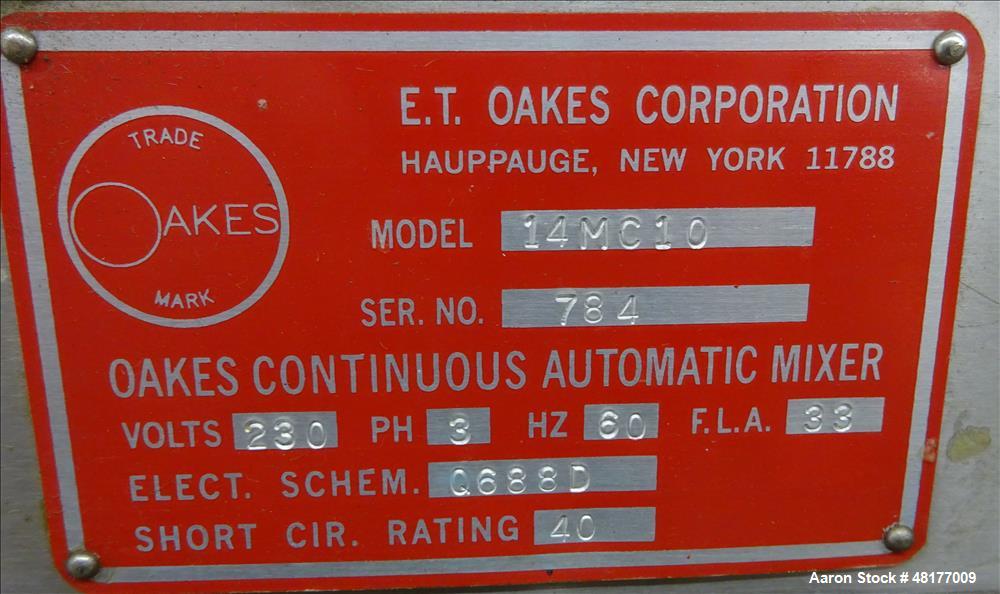 E.T. OAKES CORPORATION
HAUPPAUGE, NEW YORK 11788
TRADE
OAKES
MARK
MODEL 14MC10
SER. NO. 784
OAKES CONTINUOUS AUTOMATIC MIXER
VOLTS 230 PH 3 HZ 60 F.L.A. 33
ELECT. SCHEM. Q688D
SHORT CIR. RATING 40
Aaron Stock # 48177009